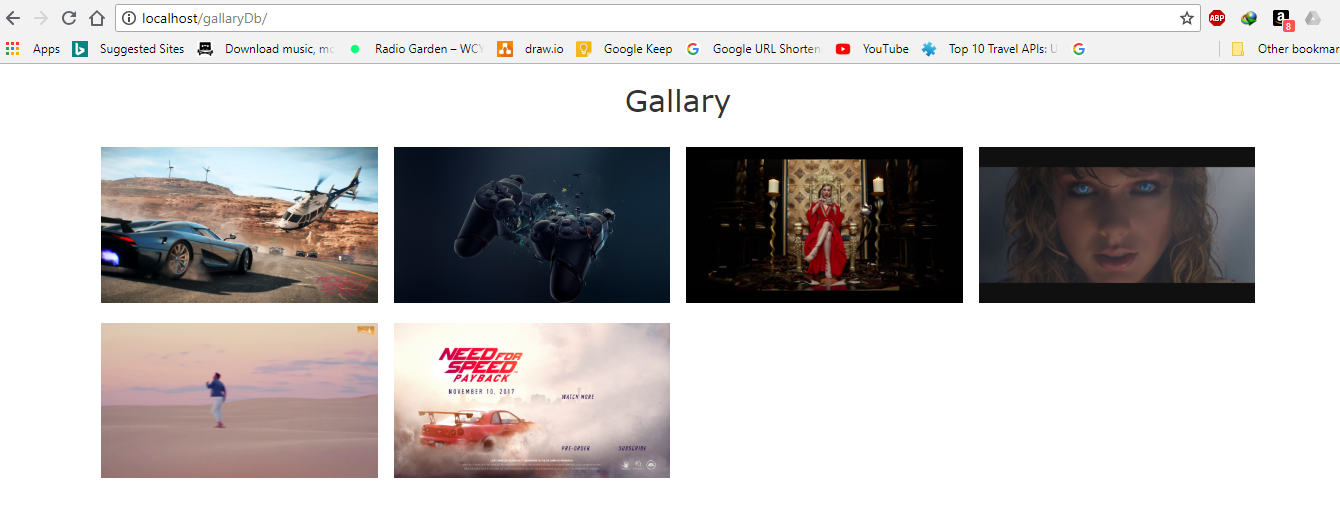 localhost/gallaryDb/
ABP
a
8
Apps
Suggested Sites
Download music, mo
Radio Garden – WCY
draw.io
Google Keep
Google URL Shorten
YouTube
Top 10 Travel APIs: U
Other bookmar
Gallary
NEED FOR
SPEED
PAYBACK
NOVEMBER 10, 2017
WATCH MORE
PRE-ORDER
SUBSCRIBE